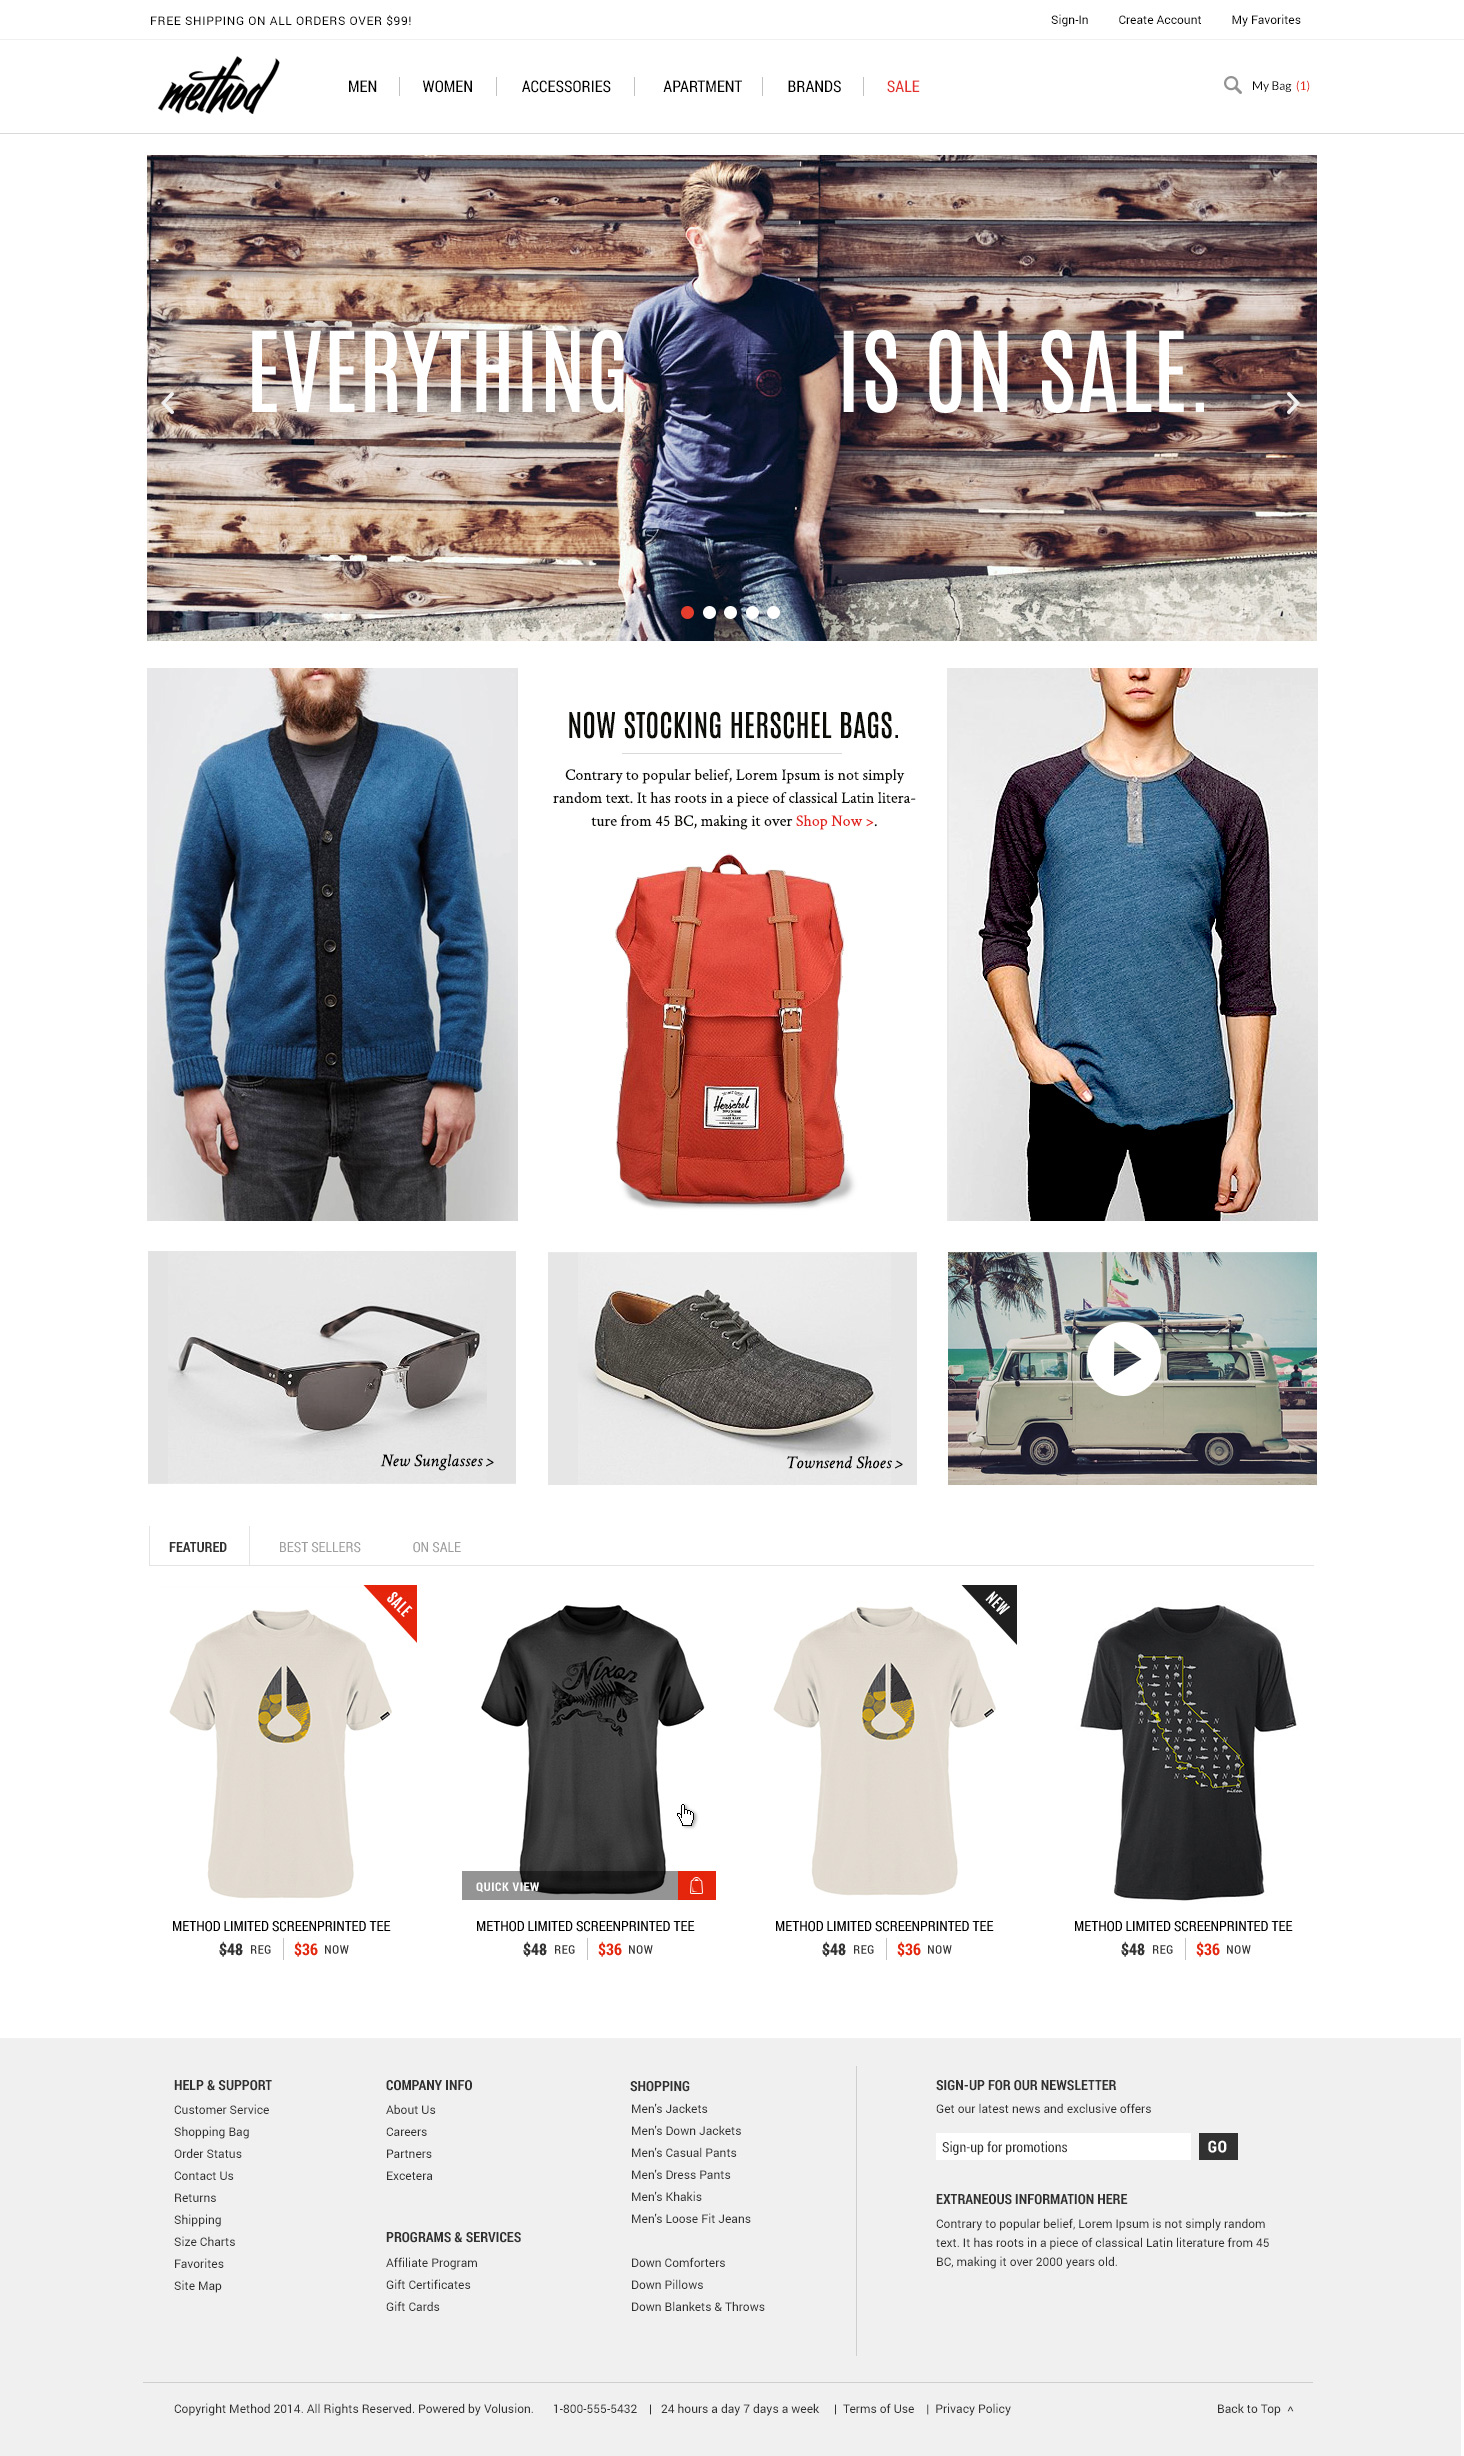 FREE SHIPPING ON ALL ORDERS OVER $99!
Sign-In Create Account My Favorites
method
MEN WOMEN ACCESSORIES APARTMENT BRANDS SALE
My Bag (1)
EVERYTHING IS ON SALE.
NOW STOCKING HERSCHEL BAGS.
Contrary to popular belief, Lorem Ipsum is not simply
random text. It has roots in a piece of classical Latin litera-
ture from 45 BC, making it over Shop Now >.
Herschel
New Sunglasses >
Townsend Shoes >
FEATURED BEST SELLERS ON SALE
SALE
NEW
Nixon
nixon
QUICK VIEW
METHOD LIMITED SCREENPRINTED TEE
$48 REG $36 NOW
METHOD LIMITED SCREENPRINTED TEE
$48 REG $36 NOW
METHOD LIMITED SCREENPRINTED TEE
$48 REG $36 NOW
METHOD LIMITED SCREENPRINTED TEE
$48 REG $36 NOW
HELP & SUPPORT
Customer Service
Shopping Bag
Order Status
Contact Us
Returns
Shipping
Size Charts
Favorites
Site Map
COMPANY INFO
About Us
Careers
Partners
Excetera
PROGRAMS & SERVICES
Affiliate Program
Gift Certificates
Gift Cards
SHOPPING
Men's Jackets
Men's Down Jackets
Men's Casual Pants
Men's Dress Pants
Men's Khakis
Men's Loose Fit Jeans
Down Comforters
Down Pillows
Down Blankets & Throws
SIGN-UP FOR OUR NEWSLETTER
Get our latest news and exclusive offers
Sign-up for promotions GO
EXTRANEOUS INFORMATION HERE
Contrary to popular belief, Lorem Ipsum is not simply random
text. It has roots in a piece of classical Latin literature from 45
BC, making it over 2000 years old.
Copyright Method 2014. All Rights Reserved. Powered by Volusion. 1-800-555-5432 | 24 hours a day 7 days a week | Terms of Use | Privacy Policy Back to Top ^